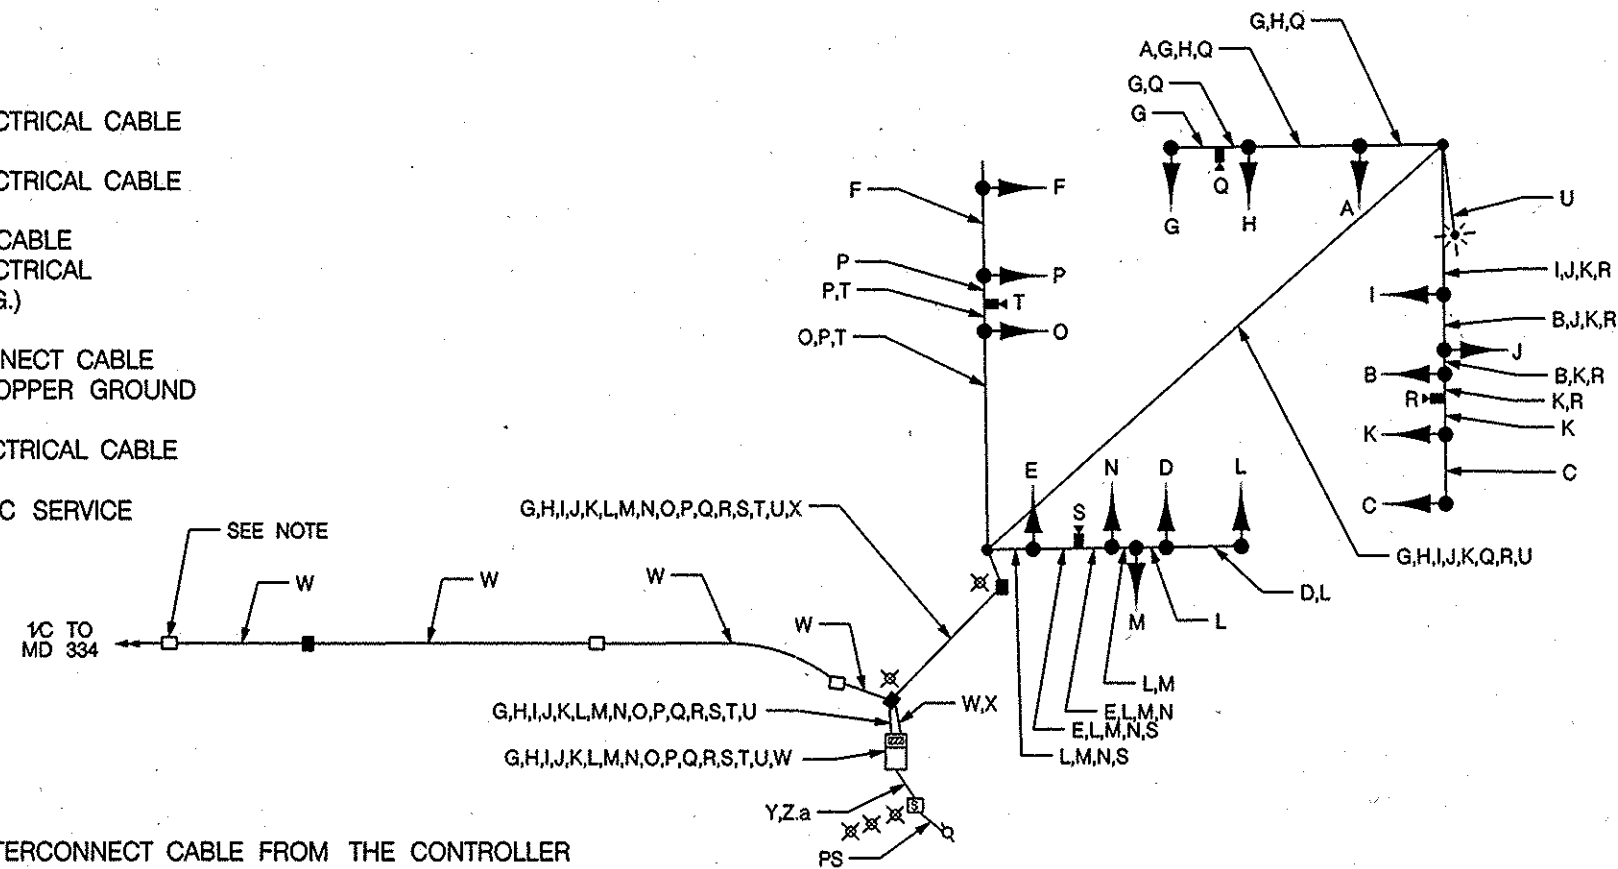 CTRICAL CABLE
CTRICAL CABLE
CABLE
CTRICAL
G.)
NNECT CABLE
OPPER GROUND
CTRICAL CABLE
C SERVICE
G,H,Q
A,G,H,Q
G,Q
G
Q
G
H
A
U
F
F
P
P
P,T
T
O,P,T
O
I,J,K,R
I
B,J,K,R
J
B
B,K,R
R
K,R
K
K
C
C
E
N
D
L
S
G,H,I,J,K,L,M,N,O,P,Q,R,S,T,U,X
SEE NOTE
W
W
W
G,H,I,J,K,Q,R,U
D,L
M
L
1/C TO
MD 334
W
L,M
W,X
E,L,M,N
G,H,I,J,K,L,M,N,O,P,Q,R,S,T,U
E,L,M,N,S
G,H,I,J,K,L,M,N,O,P,Q,R,S,T,U,W
L,M,N,S
Y,Z.a
S
PS
TERCONNECT CABLE FROM THE CONTROLLER